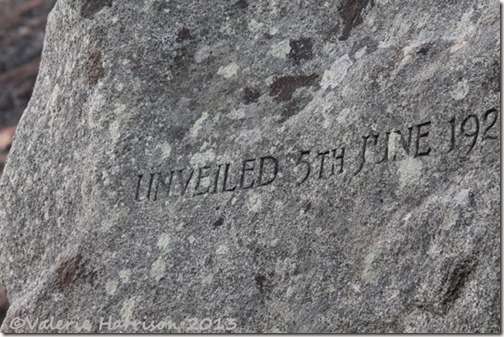 UNVEILED 5TH JUNE 192
©Valerie Harrison 2013